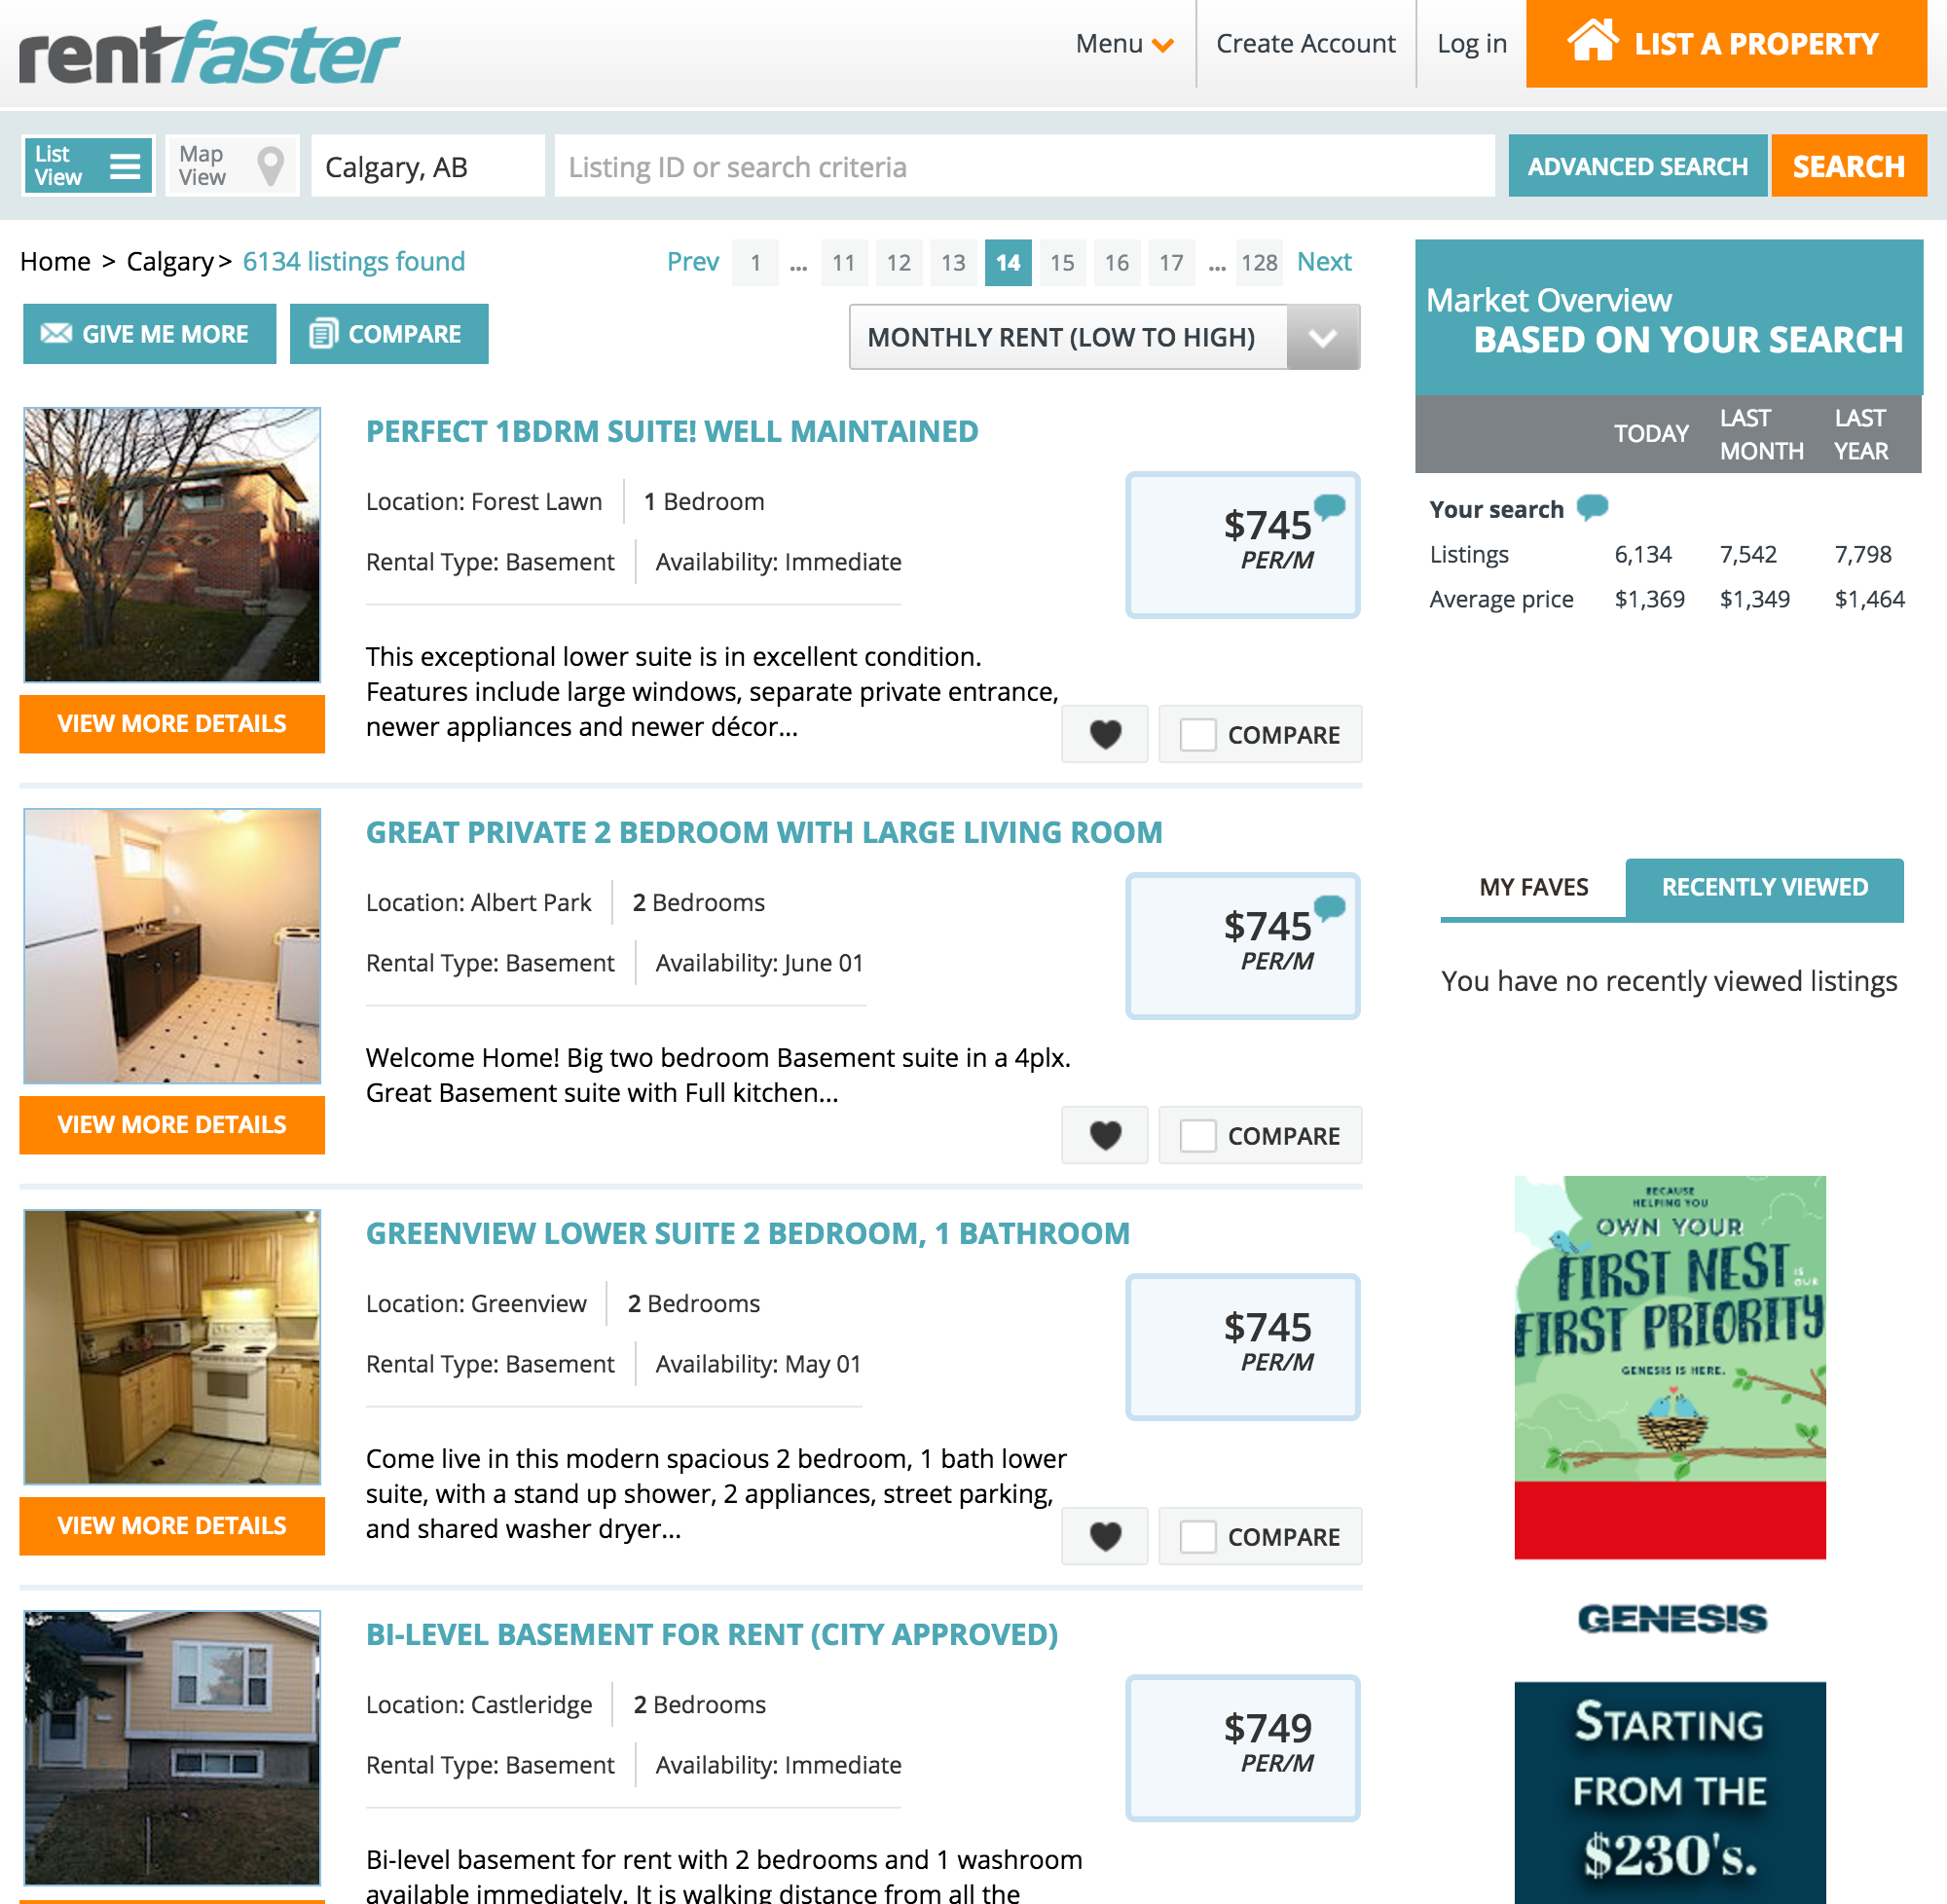 rentfaster
Menu
Create Account
Log in
LIST A PROPERTY
List
View
Map
View
Calgary, AB
Listing ID or search criteria
ADVANCED SEARCH
SEARCH
Home > Calgary > 6134 listings found
Prev 1 ... 11 12 13 14 15 16 17 ... 128 Next
GIVE ME MORE
COMPARE
MONTHLY RENT (LOW TO HIGH)
PERFECT 1BDRM SUITE! WELL MAINTAINED
Location: Forest Lawn
1 Bedroom
Rental Type: Basement
Availability: Immediate
$745
PER/M
This exceptional lower suite is in excellent condition.
Features include large windows, separate private entrance,
newer appliances and newer décor...
VIEW MORE DETAILS
COMPARE
GREAT PRIVATE 2 BEDROOM WITH LARGE LIVING ROOM
Location: Albert Park
2 Bedrooms
Rental Type: Basement
Availability: June 01
$745
PER/M
Welcome Home! Big two bedroom Basement suite in a 4plx.
Great Basement suite with Full kitchen...
VIEW MORE DETAILS
COMPARE
GREENVIEW LOWER SUITE 2 BEDROOM, 1 BATHROOM
Location: Greenview
2 Bedrooms
Rental Type: Basement
Availability: May 01
$745
PER/M
Come live in this modern spacious 2 bedroom, 1 bath lower
suite, with a stand up shower, 2 appliances, street parking,
and shared washer dryer...
VIEW MORE DETAILS
COMPARE
BI-LEVEL BASEMENT FOR RENT (CITY APPROVED)
Location: Castleridge
2 Bedrooms
Rental Type: Basement
Availability: Immediate
$749
PER/M
Bi-level basement for rent with 2 bedrooms and 1 washroom
available immediately. It is walking distance from all the
Market Overview
BASED ON YOUR SEARCH
TODAY
LAST
MONTH
LAST
YEAR
Your search
Listings 6,134 7,542 7,798
Average price $1,369 $1,349 $1,464
MY FAVES
RECENTLY VIEWED
You have no recently viewed listings
BECAUSE
HELPING YOU
OWN YOUR
FIRST NEST
IS
OUR
FIRST PRIORITY
GENESIS IS HERE.
GENESIS
STARTING
FROM THE
$230's.